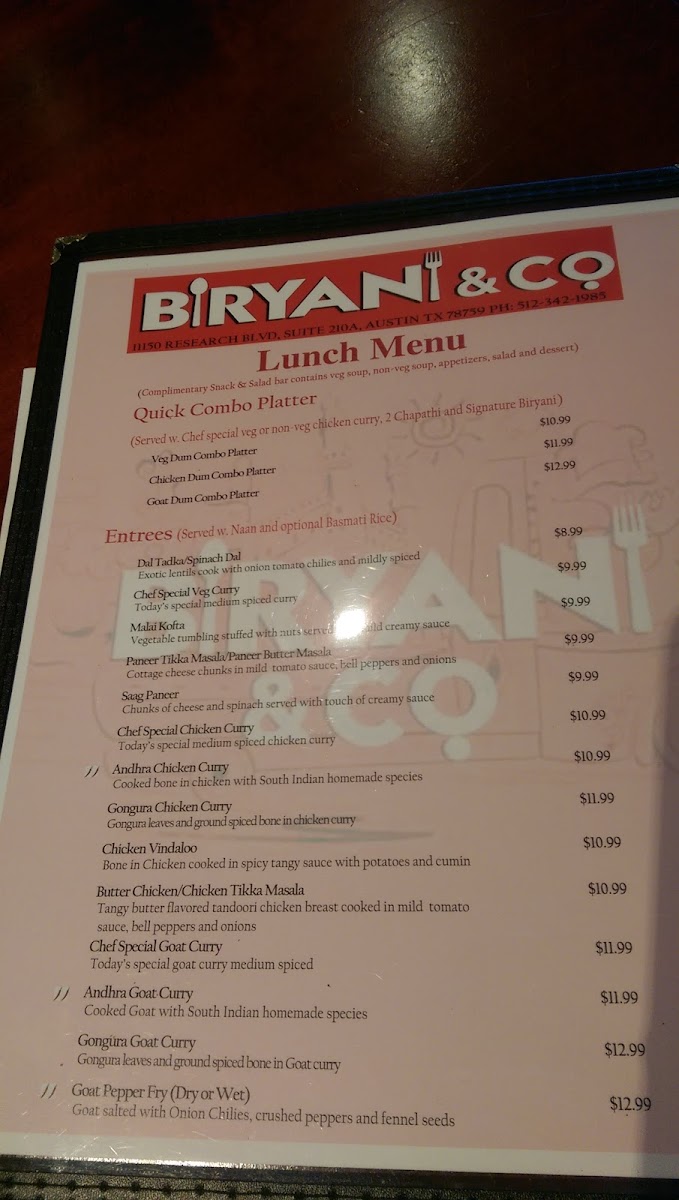 BIRYANI & CO
11150 RESEARCH BLVD, SUITE 210A, AUSTIN TX 78759 PH: 512-342-1985
Lunch Menu
(Complimentary Snack & Salad bar contains veg soup, non-veg soup, appetizers, salad and dessert)
Quick Combo Platter
(Served w. Chef special veg or non-veg chicken curry, 2 Chapathi and Signature Biryani)
Veg Dum Combo Platter $10.99
Chicken Dum Combo Platter $11.99
Goat Dum Combo Platter $12.99
Entrees (Served w. Naan and optional Basmati Rice)
Dal Tadka/Spinach Dal $8.99
Exotic lentils cook with onion tomato chilies and mildly spiced
Chef Special Veg Curry $9.99
Today's special medium spiced curry
Malai Kofta $9.99
Vegetable tumbling stuffed with nuts served mild creamy sauce
Paneer Tikka Masala/Paneer Butter Masala $9.99
Cottage cheese chunks in mild tomato sauce, bell peppers and onions
Saag Paneer $9.99
Chunks of cheese and spinach served with touch of creamy sauce
Chef Special Chicken Curry $10.99
Today's special medium spiced chicken curry
Andhra Chicken Curry $10.99
Cooked bone in chicken with South Indian homemade species
Gongura Chicken Curry $11.99
Gongura leaves and ground spiced bone in chicken curry
Chicken Vindaloo $10.99
Bone in Chicken cooked in spicy tangy sauce with potatoes and cumin
Butter Chicken/Chicken Tikka Masala $10.99
Tangy butter flavored tandoori chicken breast cooked in mild tomato
sauce, bell peppers and onions
Chef Special Goat Curry $11.99
Today's special goat curry medium spiced
Andhra Goat Curry $11.99
Cooked Goat with South Indian homemade species
Gongura Goat Curry $12.99
Gongura leaves and ground spiced bone in Goat curry
Goat Pepper Fry (Dry or Wet) $12.99
Goat salted with Onion Chilies, crushed peppers and fennel seeds
BIRYANI
& CO